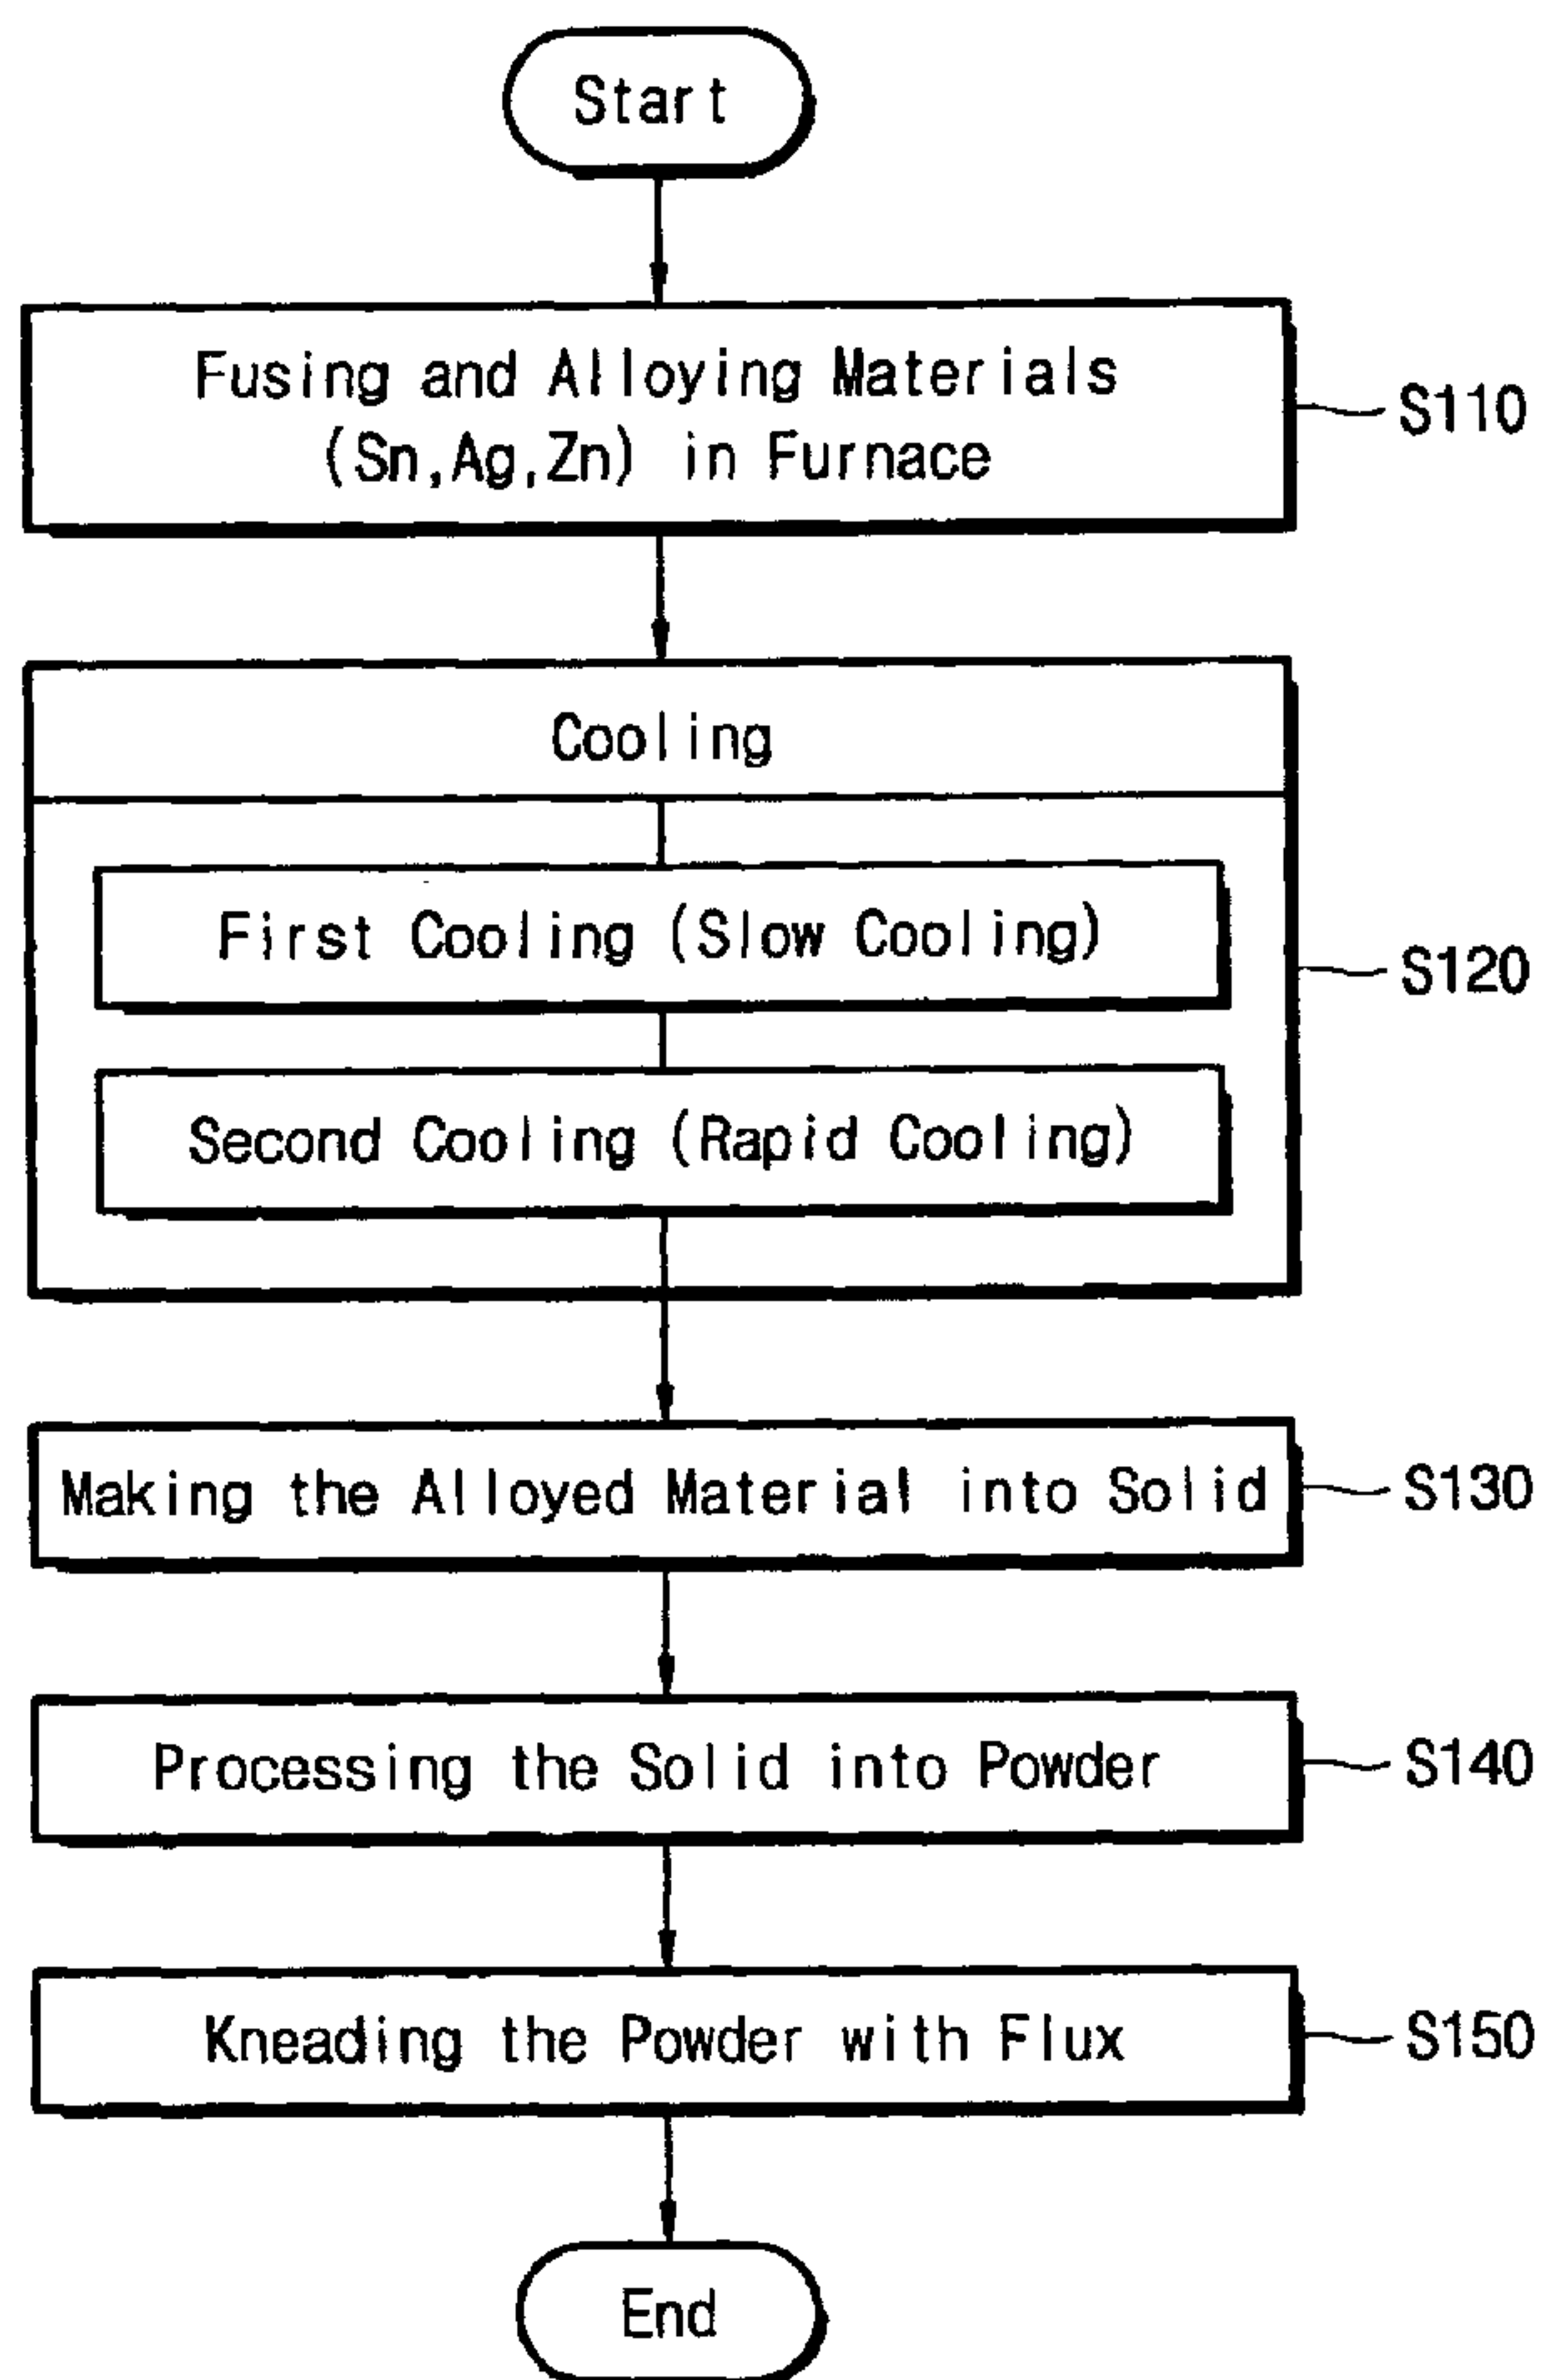 Start
Fusing and Alloying Materials
(Sn,Ag,Zn) in Furnace
S110
Cooling
First Cooling (Slow Cooling)
S120
Second Cooling (Rapid Cooling)
Making the Alloyed Material into Solid
S130
Processing the Solid into Powder
S140
Kneading the Powder with Flux
S150
End